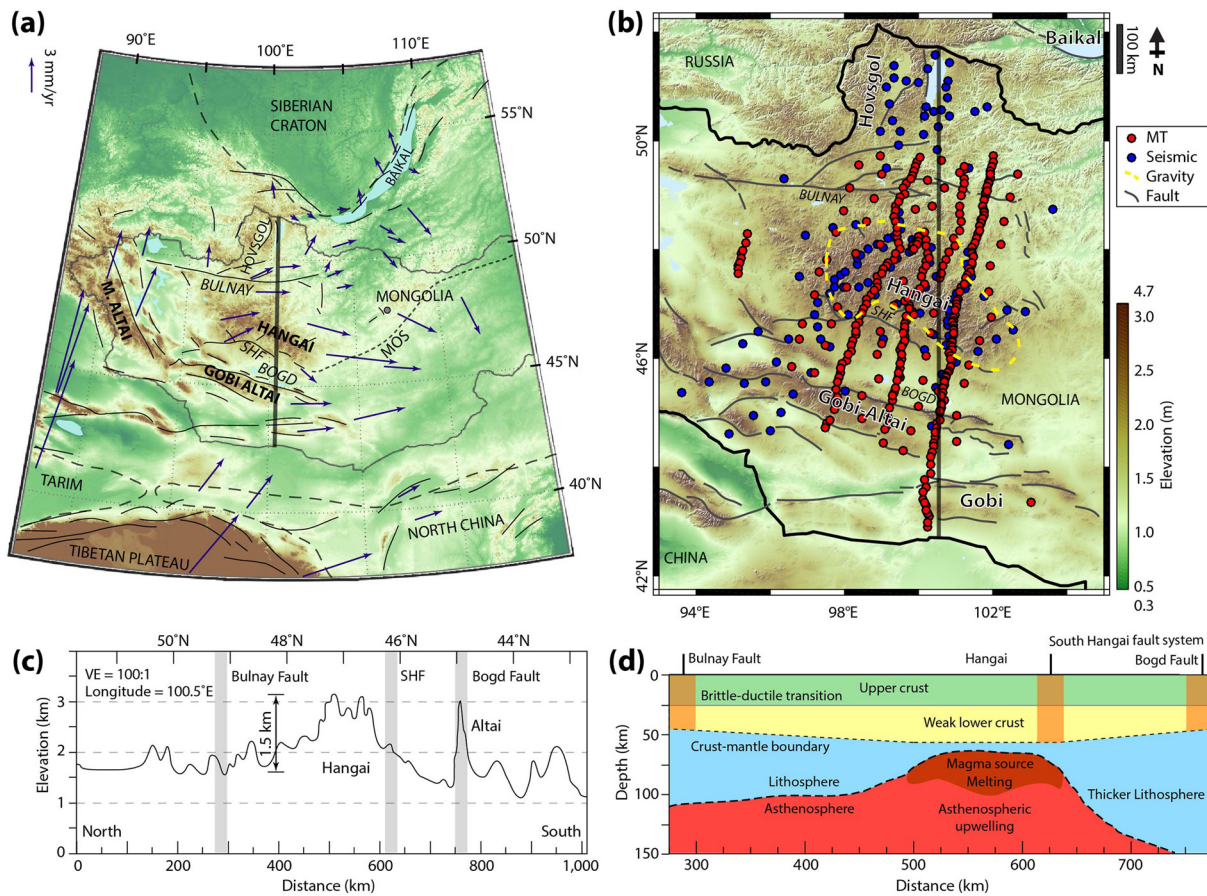 (a)
3 mm/yr
90°E
100°E
110°E
55°N
50°N
45°N
40°N
SIBERIAN
CRATON
BAIKAL
HOVSGOL
BULNAY
MONGOLIA
M. ALTAI
HANGAI
SHF
MOS
BOGD
GOBI ALTAI
TARIM
NORTH CHINA
TIBETAN PLATEAU
(b)
RUSSIA
Hovsgol
Baikal
100 km
N
50°N
46°N
42°N
BULNAY
Hangai
SHF
BOGD
Gobi-Altai
MONGOLIA
Gobi
CHINA
94°E
98°E
102°E
MT
Seismic
Gravity
Fault
4.7
3.0
2.5
2.0
1.5
1.0
0.5
0.3
Elevation (m)
(c)
50°N
48°N
46°N
44°N
VE = 100:1
Longitude = 100.5°E
Bulnay Fault
SHF
Bogd Fault
1.5 km
Hangai
Altai
North
South
Elevation (km)
4
3
2
1
0
0
200
400
600
800
1,000
Distance (km)
(d)
South Hangai fault system
Bulnay Fault
Hangai
Bogd Fault
Upper crust
Brittle-ductile transition
Weak lower crust
Crust-mantle boundary
Magma source
Melting
Lithosphere
Thicker Lithosphere
Asthenosphere
Asthenospheric
upwelling
Depth (km)
0
50
100
150
300
400
500
600
700
Distance (km)